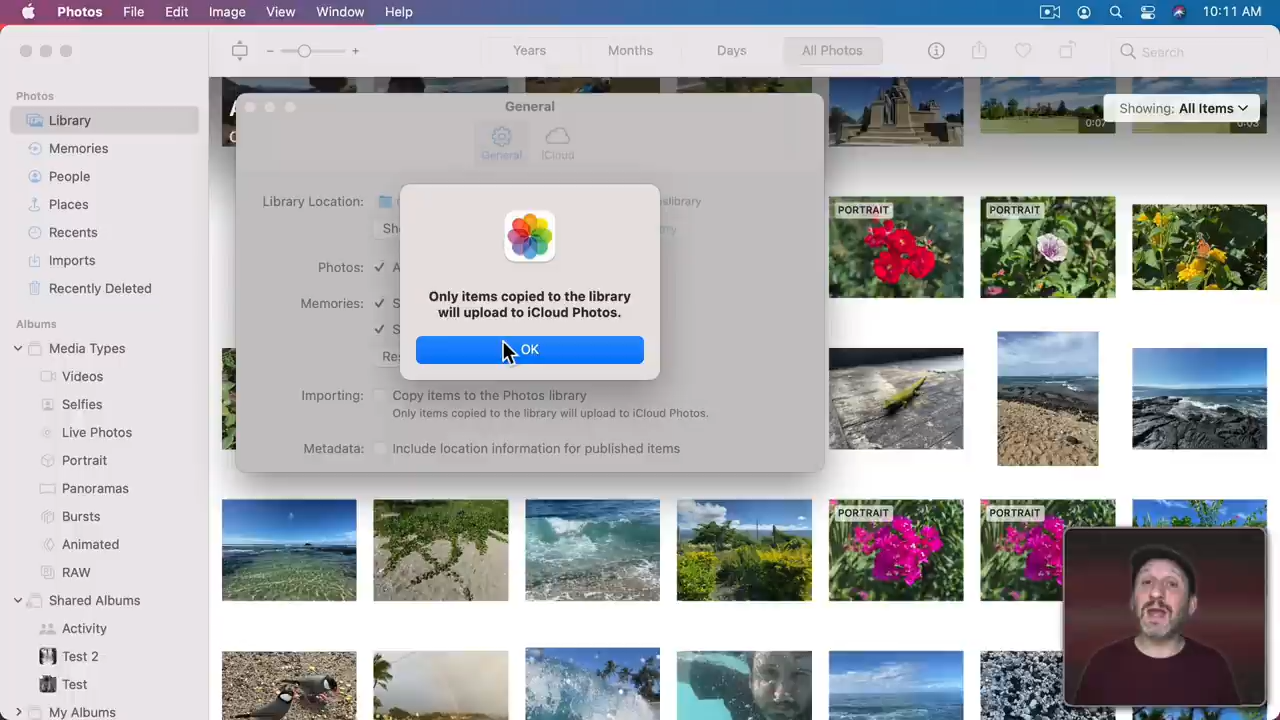 Photos File Edit Image View Window Help 10:11 AM
Years Months Days All Photos Search
Photos
Library
Memories
People
Places
Recents
Imports
Recently Deleted
Albums
Media Types
Videos
Selfies
Live Photos
Portrait
Panoramas
Bursts
Animated
RAW
Shared Albums
Activity
Test 2
Test
My Albums
Showing: All Items
0:07
0:03
General
General iCloud
Library Location:
Photos:
Memories:
Importing: Copy items to the Photos library
Only items copied to the library will upload to iCloud Photos.
Metadata: Include location information for published items
Only items copied to the library
will upload to iCloud Photos.
OK
PORTRAIT PORTRAIT
PORTRAIT PORTRAIT